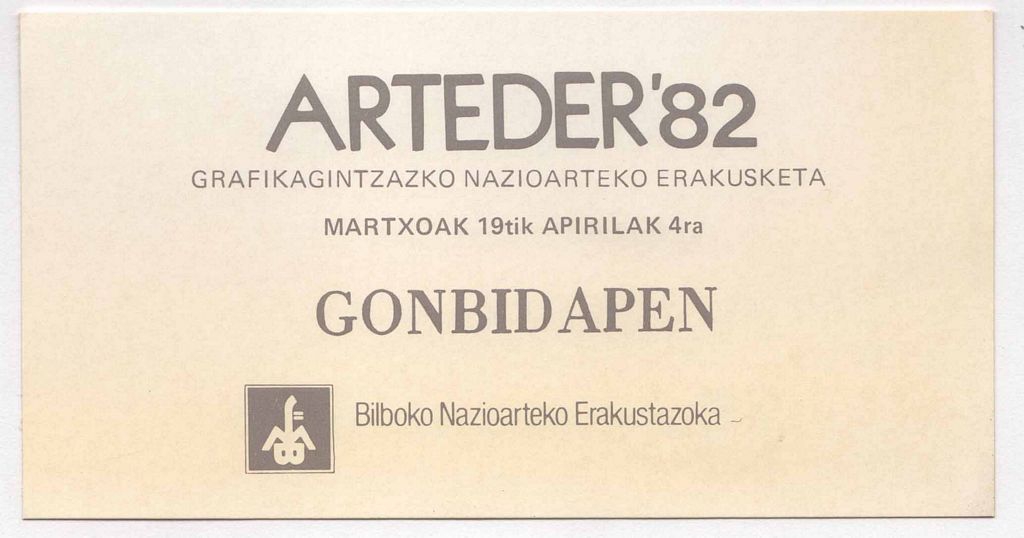 ARTEDER'82
GRAFIKAGINTZAZKO NAZIOARTEKO ERAKUSKETA
MARTXOAK 19tik APIRILAK 4ra
GONBIDAPEN
Bilboko Nazioarteko Erakustazoka